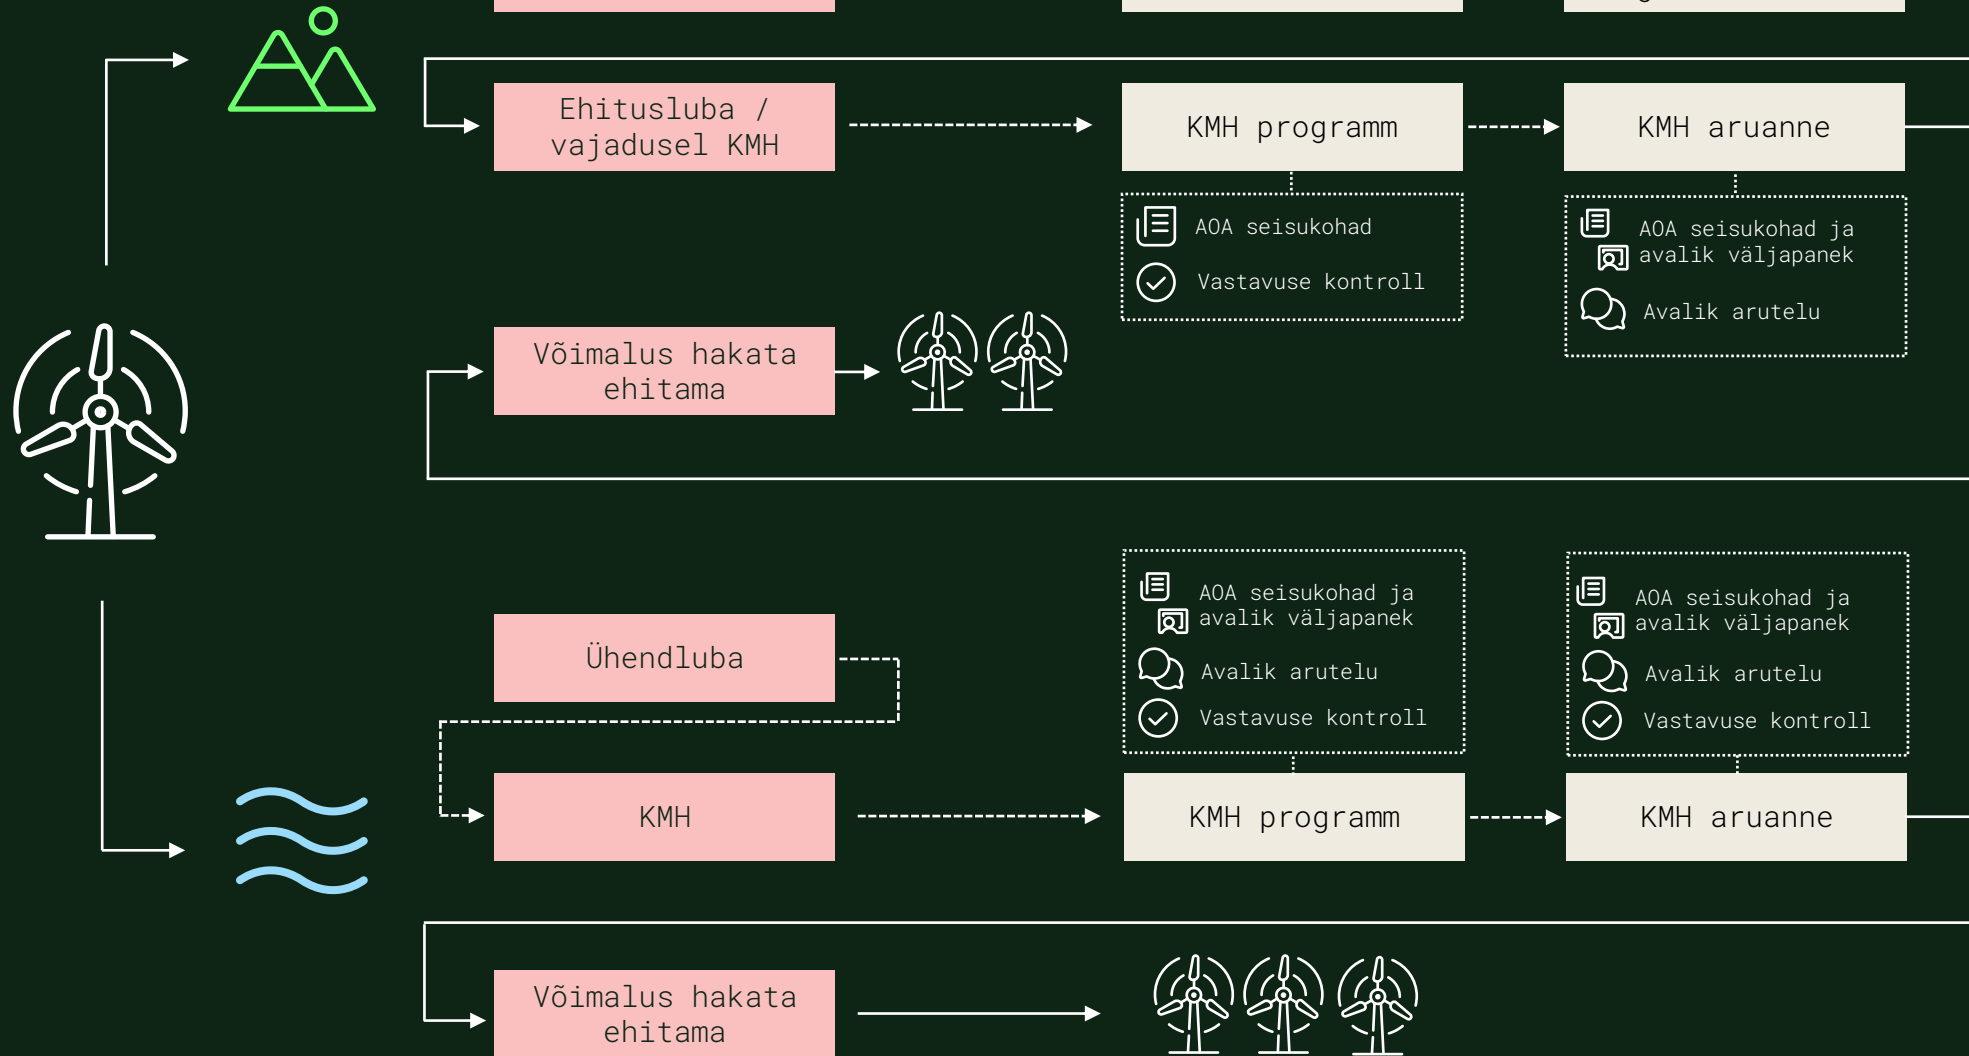 Ehitusluba /
vajadusel KMH
KMH programm
KMH aruanne
AOA seisukohad
Vastavuse kontroll
AOA seisukohad ja
avalik väljapanek
Avalik arutelu
Võimalus hakata
ehitama
AOA seisukohad ja
avalik väljapanek
Avalik arutelu
Vastavuse kontroll
AOA seisukohad ja
avalik väljapanek
Avalik arutelu
Vastavuse kontroll
Ühendluba
KMH
KMH programm
KMH aruanne
Võimalus hakata
ehitama